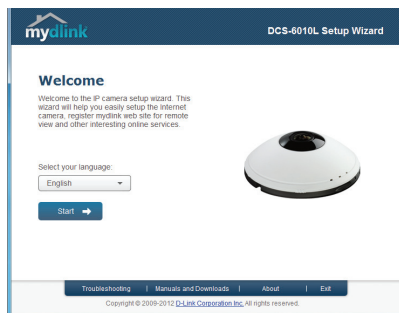 mydlink
DCS-6010L Setup Wizard
Welcome
Welcome to the IP camera setup wizard. This
wizard will help you easily setup the Internet
camera, register mydlink web site for remote
view and other interesting online services.
Select your language:
English
Start
Troubleshooting | Manuals and Downloads | About | Exit
Copyright © 2009-2012 D-Link Corporation Inc. All rights reserved.